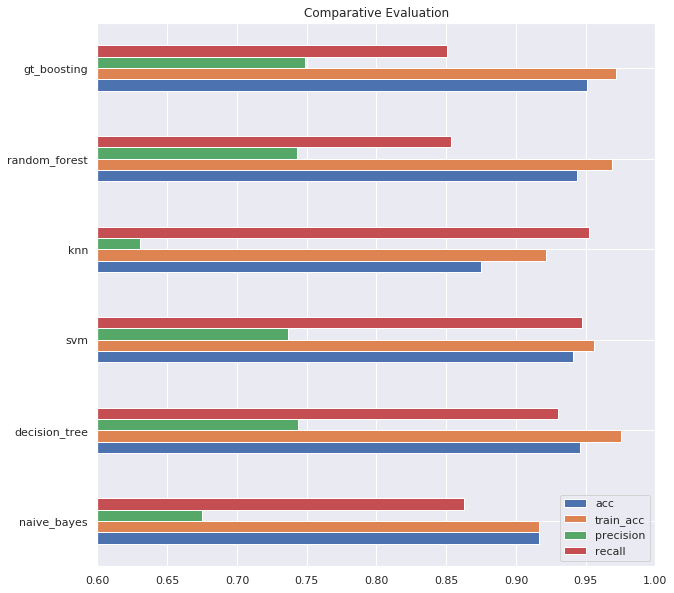 Comparative Evaluation
gt_boosting
random_forest
knn
svm
decision_tree
naive_bayes
acc
train_acc
precision
recall
0.60 0.65 0.70 0.75 0.80 0.85 0.90 0.95 1.00